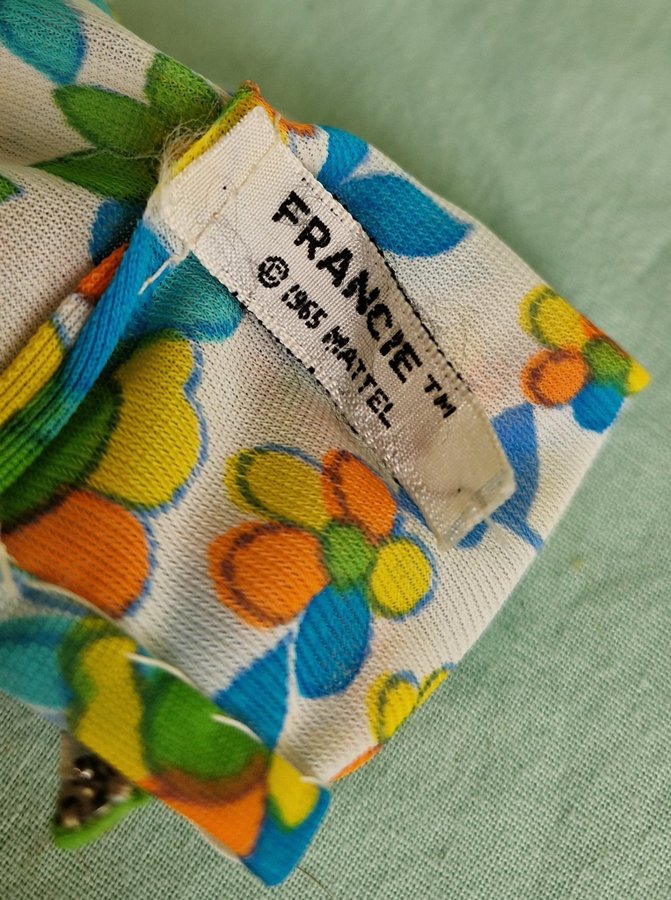 FRANCIE ™
© 1965 MATTEL